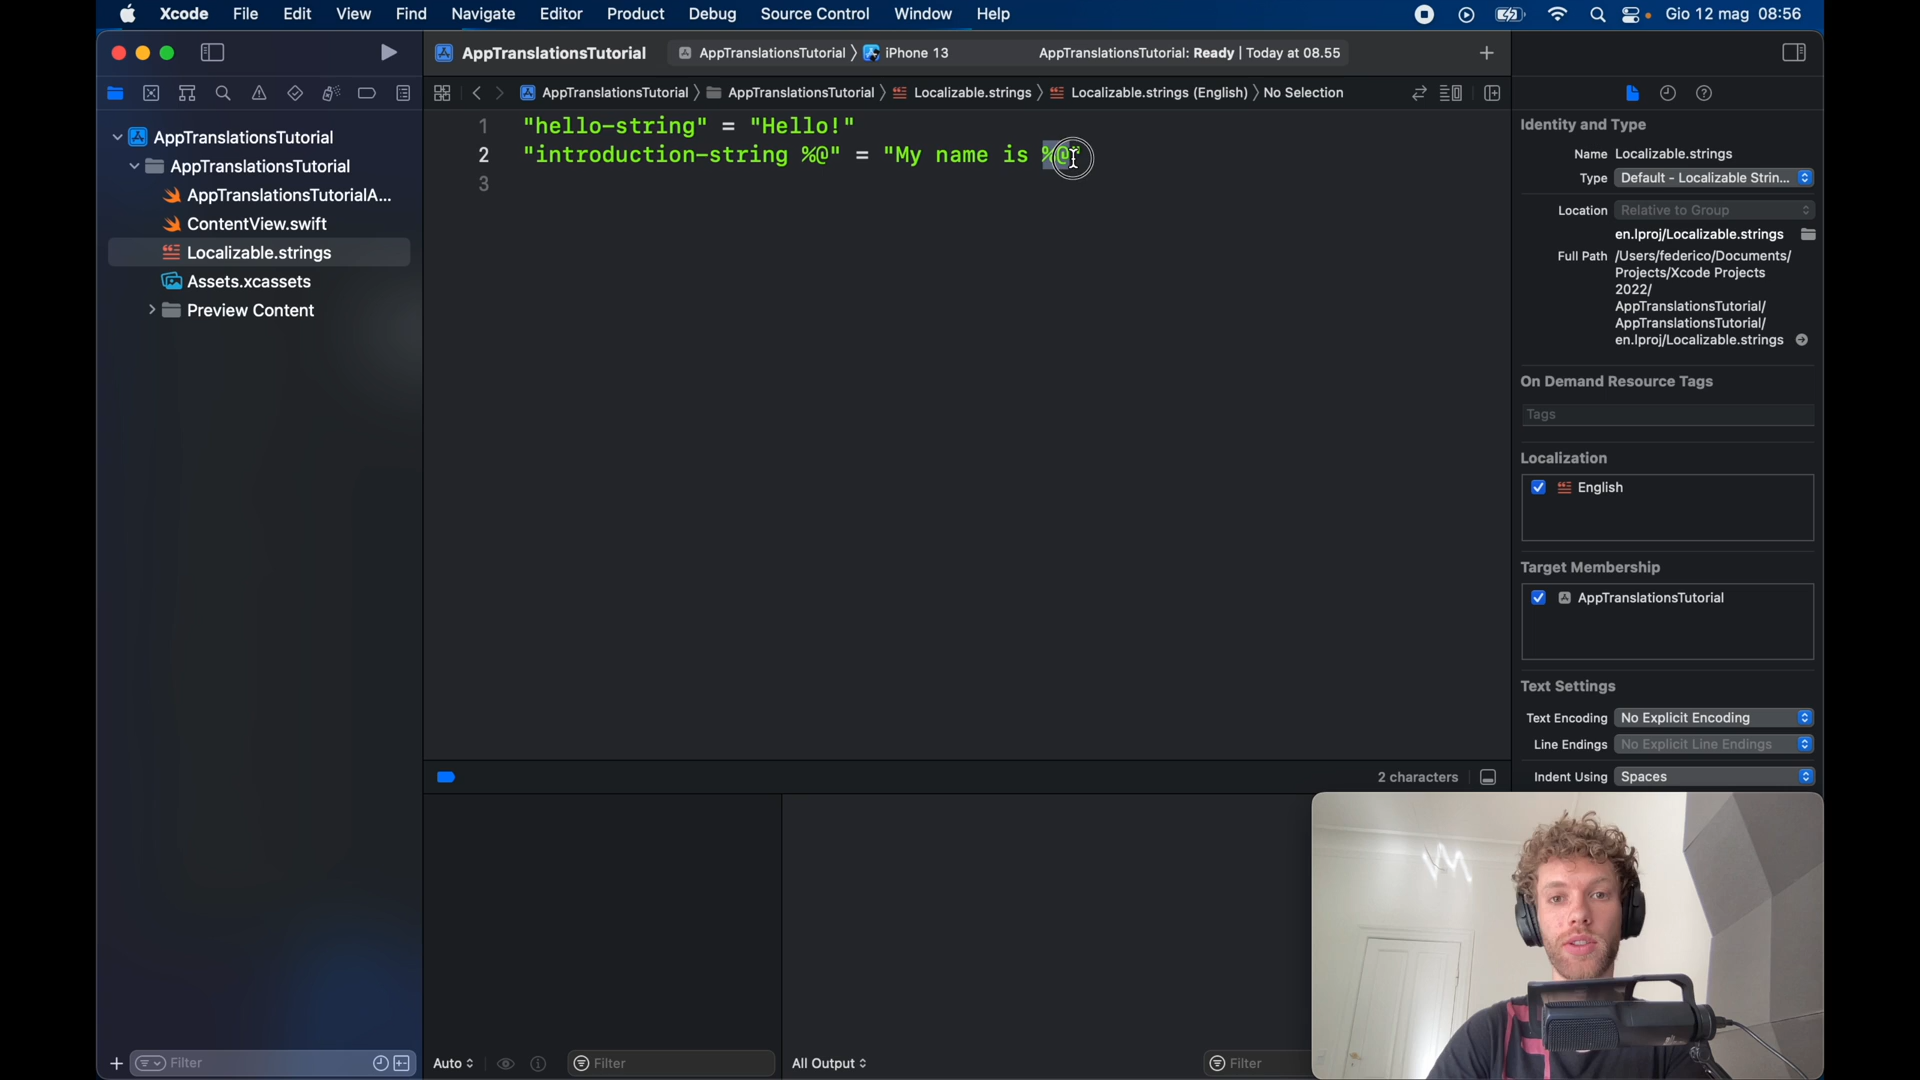 Xcode File Edit View Find Navigate Editor Product Debug Source Control Window Help Gio 12 mag 08:56
AppTranslationsTutorial AppTranslationsTutorial iPhone 13 AppTranslationsTutorial: Ready | Today at 08.55
AppTranslationsTutorial AppTranslationsTutorial Localizable.strings Localizable.strings (English) No Selection
AppTranslationsTutorial
AppTranslationsTutorial
AppTranslationsTutorialA...
ContentView.swift
Localizable.strings
Assets.xcassets
Preview Content
1 "hello-string" = "Hello!"
2 "introduction-string %@" = "My name is %@"
3
Identity and Type
Name Localizable.strings
Type Default - Localizable Strin...
Location Relative to Group
en.lproj/Localizable.strings
Full Path /Users/federico/Documents/
Projects/Xcode Projects
2022/
AppTranslationsTutorial/
AppTranslationsTutorial/
en.lproj/Localizable.strings
On Demand Resource Tags
Tags
Localization
English
Target Membership
AppTranslationsTutorial
Text Settings
Text Encoding No Explicit Encoding
Line Endings No Explicit Line Endings
Indent Using Spaces
2 characters
Filter
Auto
Filter
All Output
Filter